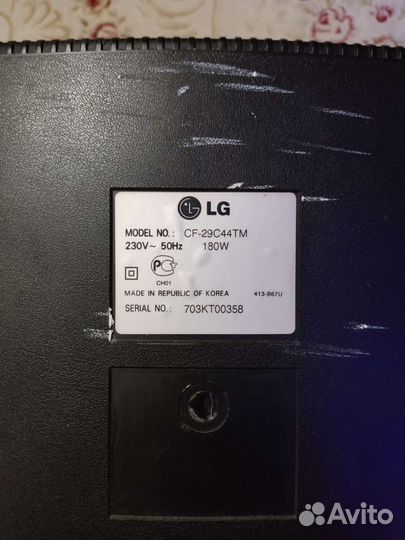 LG
MODEL NO.: CF-29C44TM
230V~ 50Hz 180W
PCT
CH01
MADE IN REPUBLIC OF KOREA 413-B67U
SERIAL NO.: 703KT00358
Avito